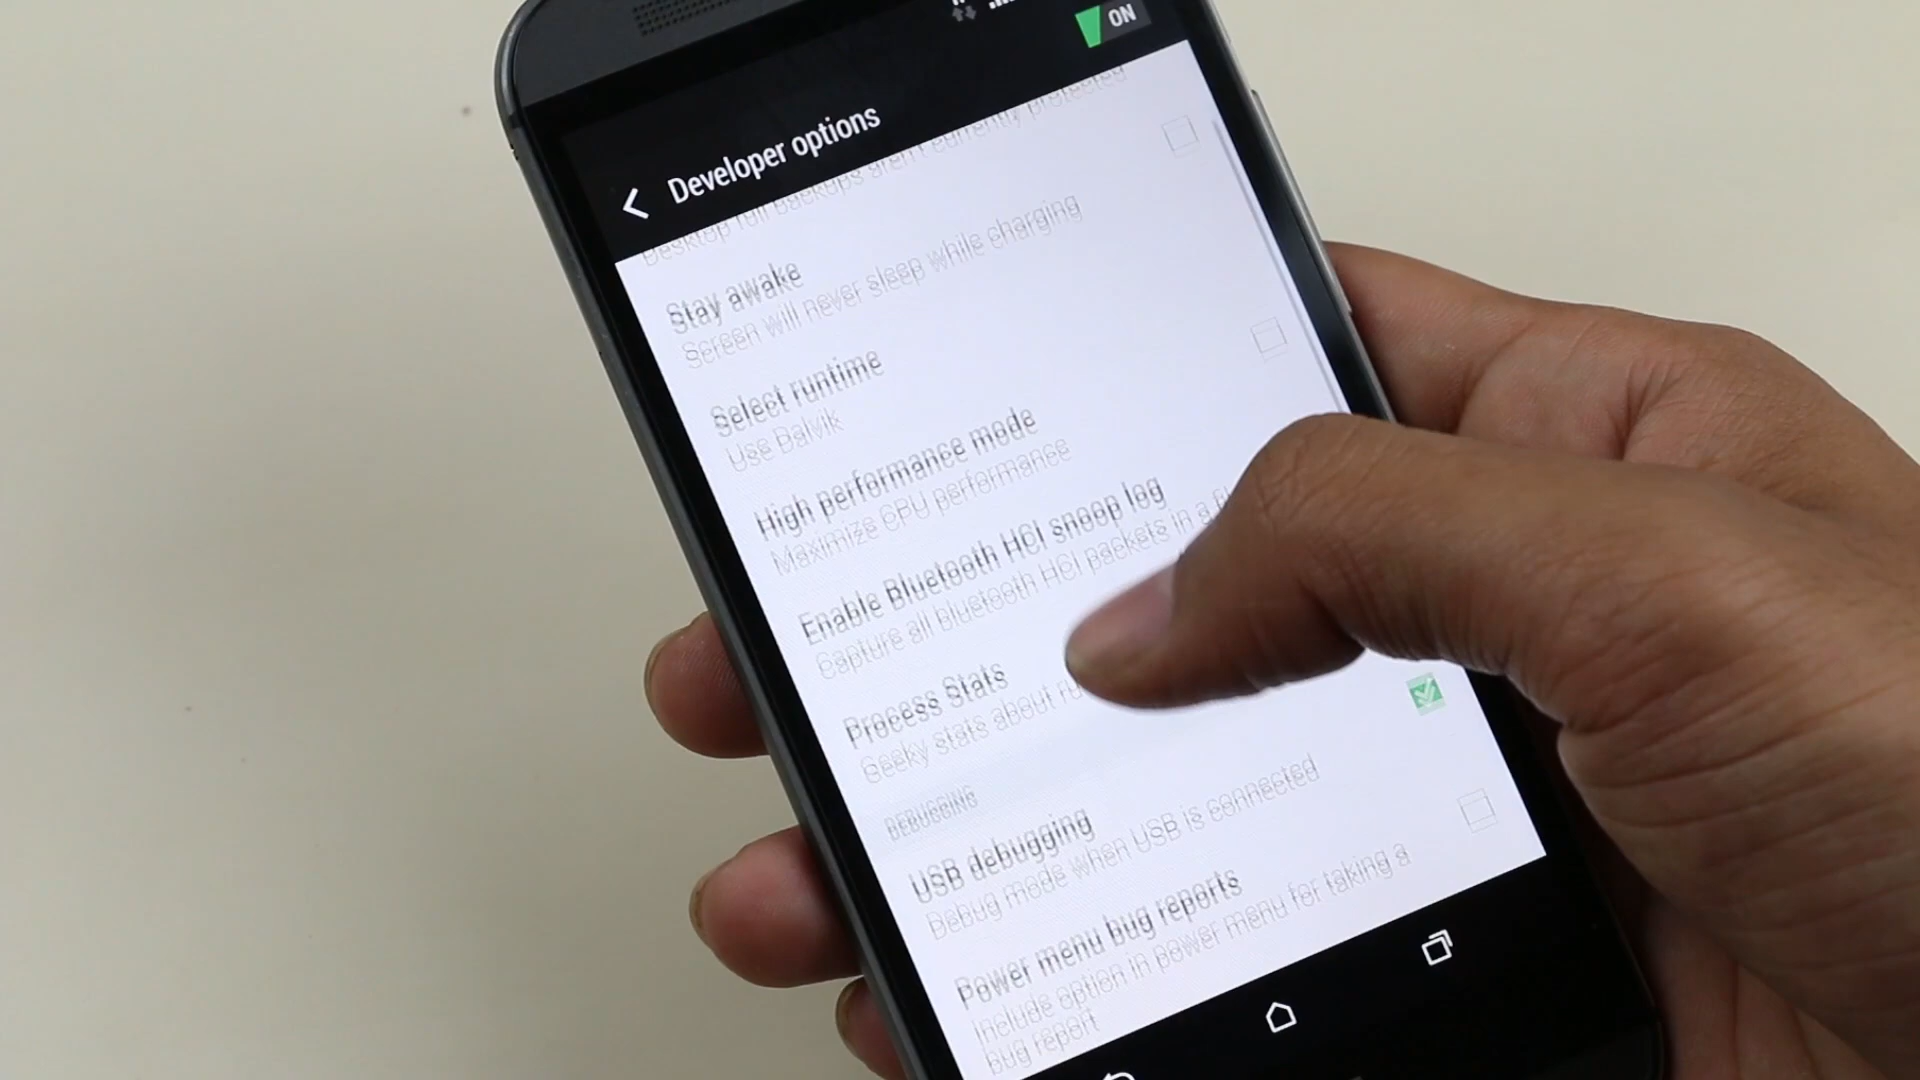 ON
Developer options
Desktop full backups aren't currently protected
Stay awake
Screen will never sleep while charging
Select runtime
Use Dalvik
High performance mode
Maximize CPU performance
Enable Bluetooth HCI snoop log
Capture all bluetooth HCI packets in a
Process Stats
Geeky stats about
DEBUGGING
USB debugging
Debug mode when USB is connected
Power menu bug reports
Include option in power menu for taking a
bug report